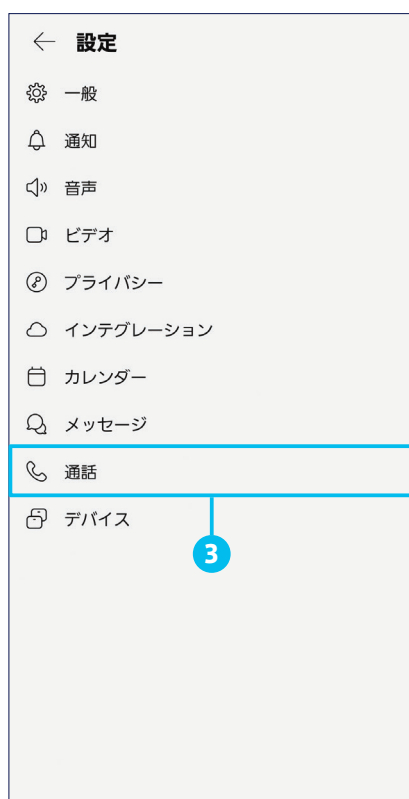 設定
一般
通知
音声
ビデオ
プライバシー
インテグレーション
カレンダー
メッセージ
通話
デバイス
3